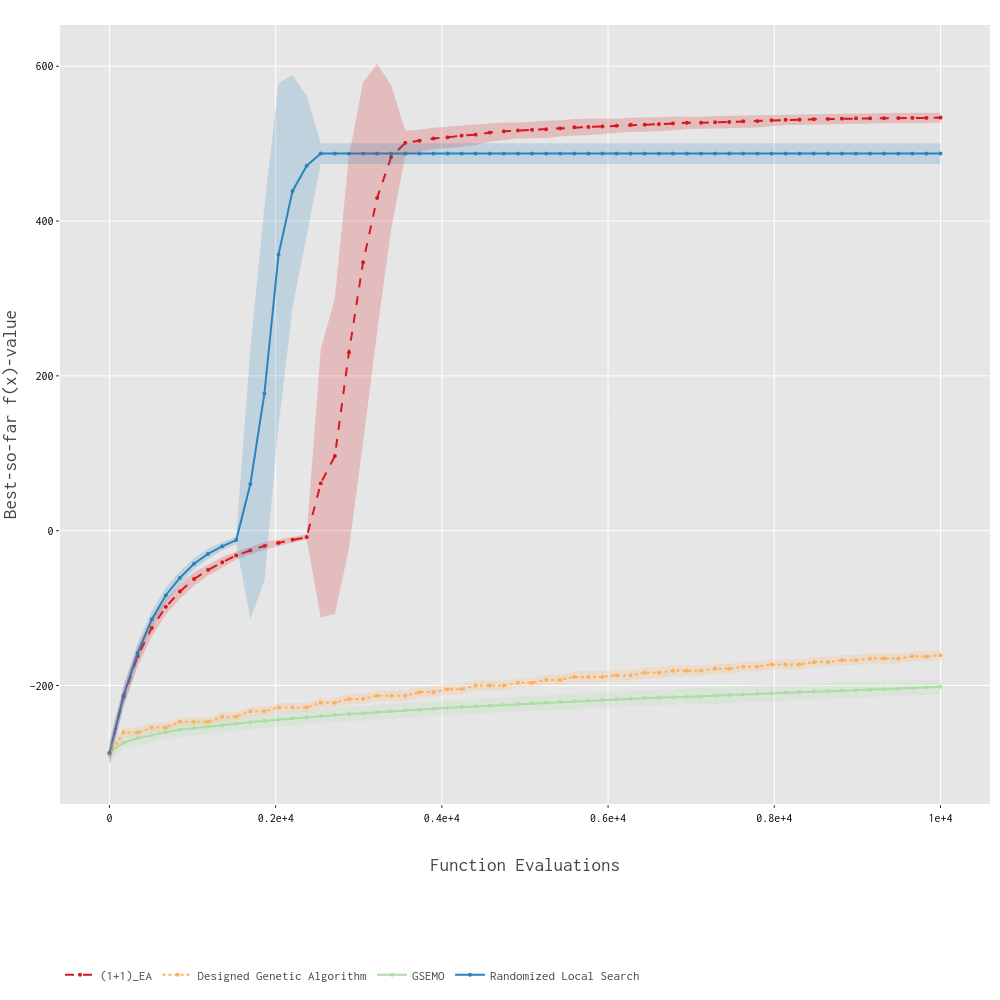 600
400
200
0
−200
Best-so-far f(x)-value
0
0.2e+4
0.4e+4
0.6e+4
0.8e+4
1e+4
Function Evaluations
(1+1)_EA
Designed Genetic Algorithm
GSEMO
Randomized Local Search